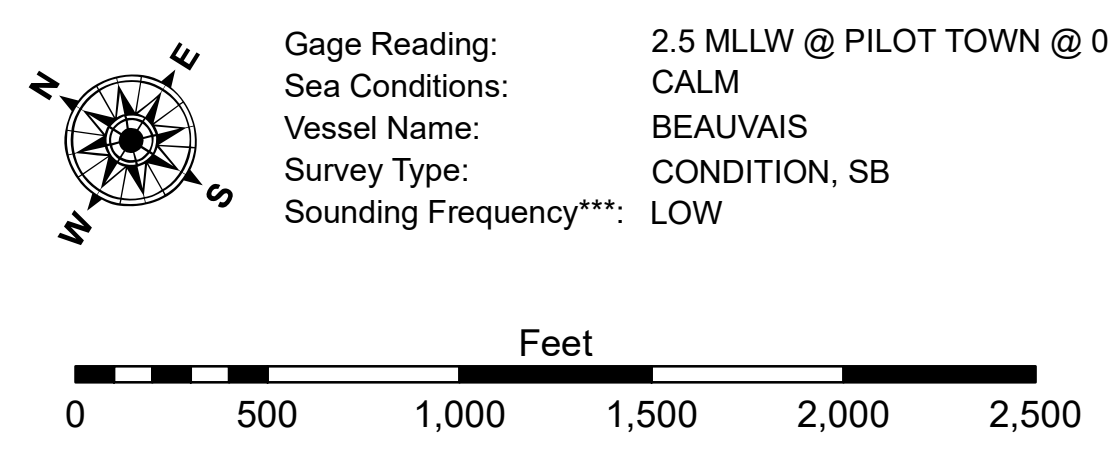 N
E
S
W
Gage Reading: 2.5 MLLW @ PILOT TOWN @ 0
Sea Conditions: CALM
Vessel Name: BEAUVAIS
Survey Type: CONDITION, SB
Sounding Frequency***: LOW
Feet
0 500 1,000 1,500 2,000 2,500